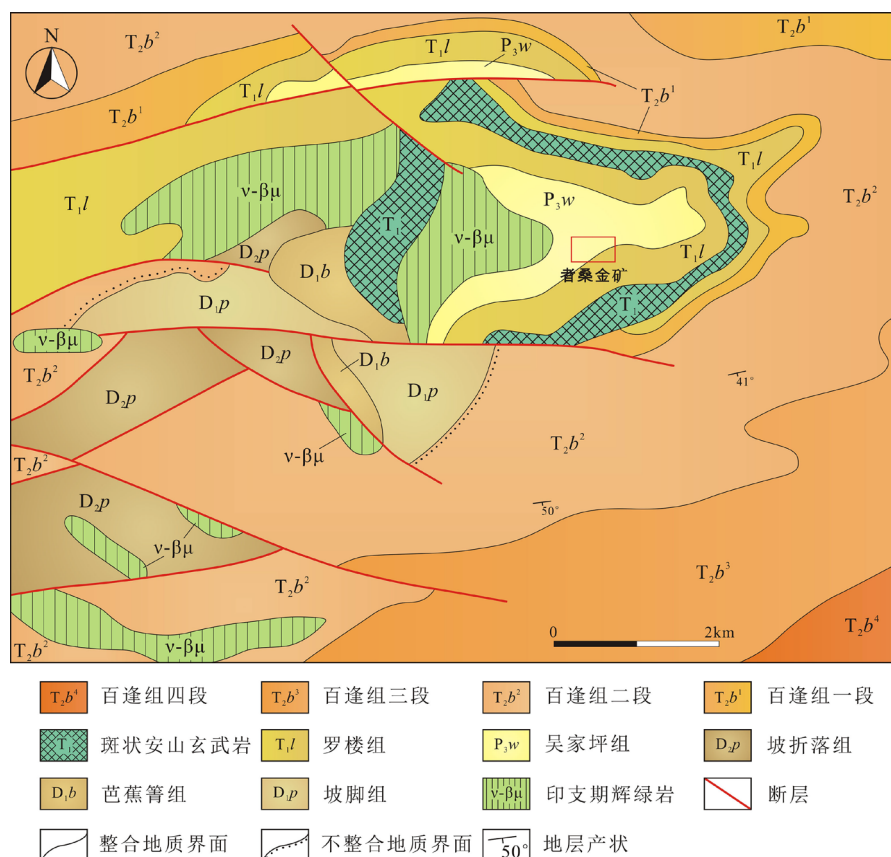 N
T₂b²
T₂b¹
T₁l
P₃w
T₁l
T₂b¹
T₂b¹
T₁l
T₂b²
ν-βμ
T₁l
P₃w
T₁
ν-βμ
D₂p
D₁b
T₁l
者桑金矿
D₁p
T₁
ν-βμ
D₂p
D₁b
T₂b²
D₂p
D₁p
41°
ν-βμ
T₂b²
T₂b²
D₂p
50°
ν-βμ
T₂b³
T₂b²
0 2km
T₂b⁴
ν-βμ
T₂b²
T₂b⁴ 百逢组四段 T₂b³ 百逢组三段 T₂b² 百逢组二段 T₂b¹ 百逢组一段
T₁ 斑状安山玄武岩 T₁l 罗楼组 P₃w 吴家坪组 D₂p 坡折落组
D₁b 芭蕉箐组 D₁p 坡脚组 ν-βμ 印支期辉绿岩 断层
整合地质界面 不整合地质界面 50° 地层产状